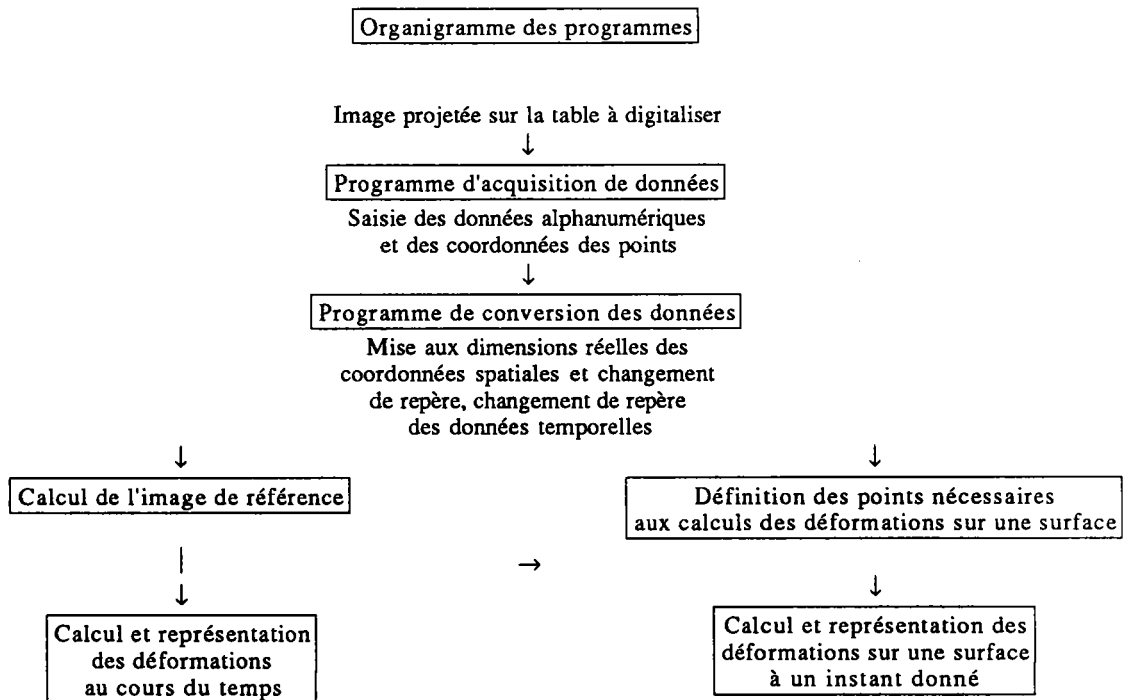 Organigramme des programmes
Image projetée sur la table à digitaliser
↓
Programme d'acquisition de données
Saisie des données alphanumériques
et des coordonnées des points
↓
Programme de conversion des données
Mise aux dimensions réelles des
coordonnées spatiales et changement
de repère, changement de repère
des données temporelles
↓ ↓
Calcul de l'image de référence
Définition des points nécessaires
aux calculs des déformations sur une surface
→
↓ ↓
Calcul et représentation
des déformations
au cours du temps
Calcul et représentation des
déformations sur une surface
à un instant donné